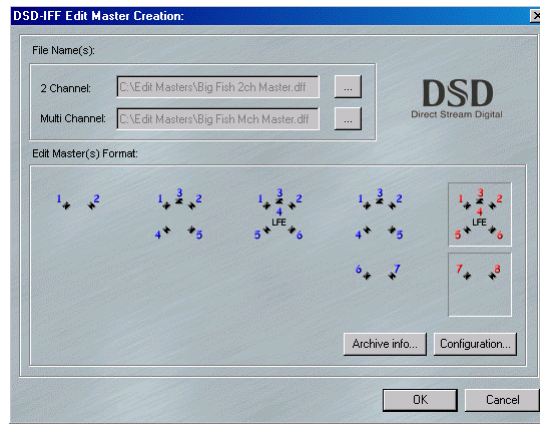 DSD-IFF Edit Master Creation:
File Name(s):
2 Channel: C:\Edit Masters\Big Fish 2ch Master.dff ...
Multi Channel: C:\Edit Masters\Big Fish Mch Master.dff ...
DSD
Direct Stream Digital
Edit Master(s) Format:
1 2
1 3 2
4 5
1 3 2
4
LFE
5 6
1 3 2
4 5
6 7
1 3 2
4
LFE
5 6
7 8
Archive info... Configuration...
OK Cancel